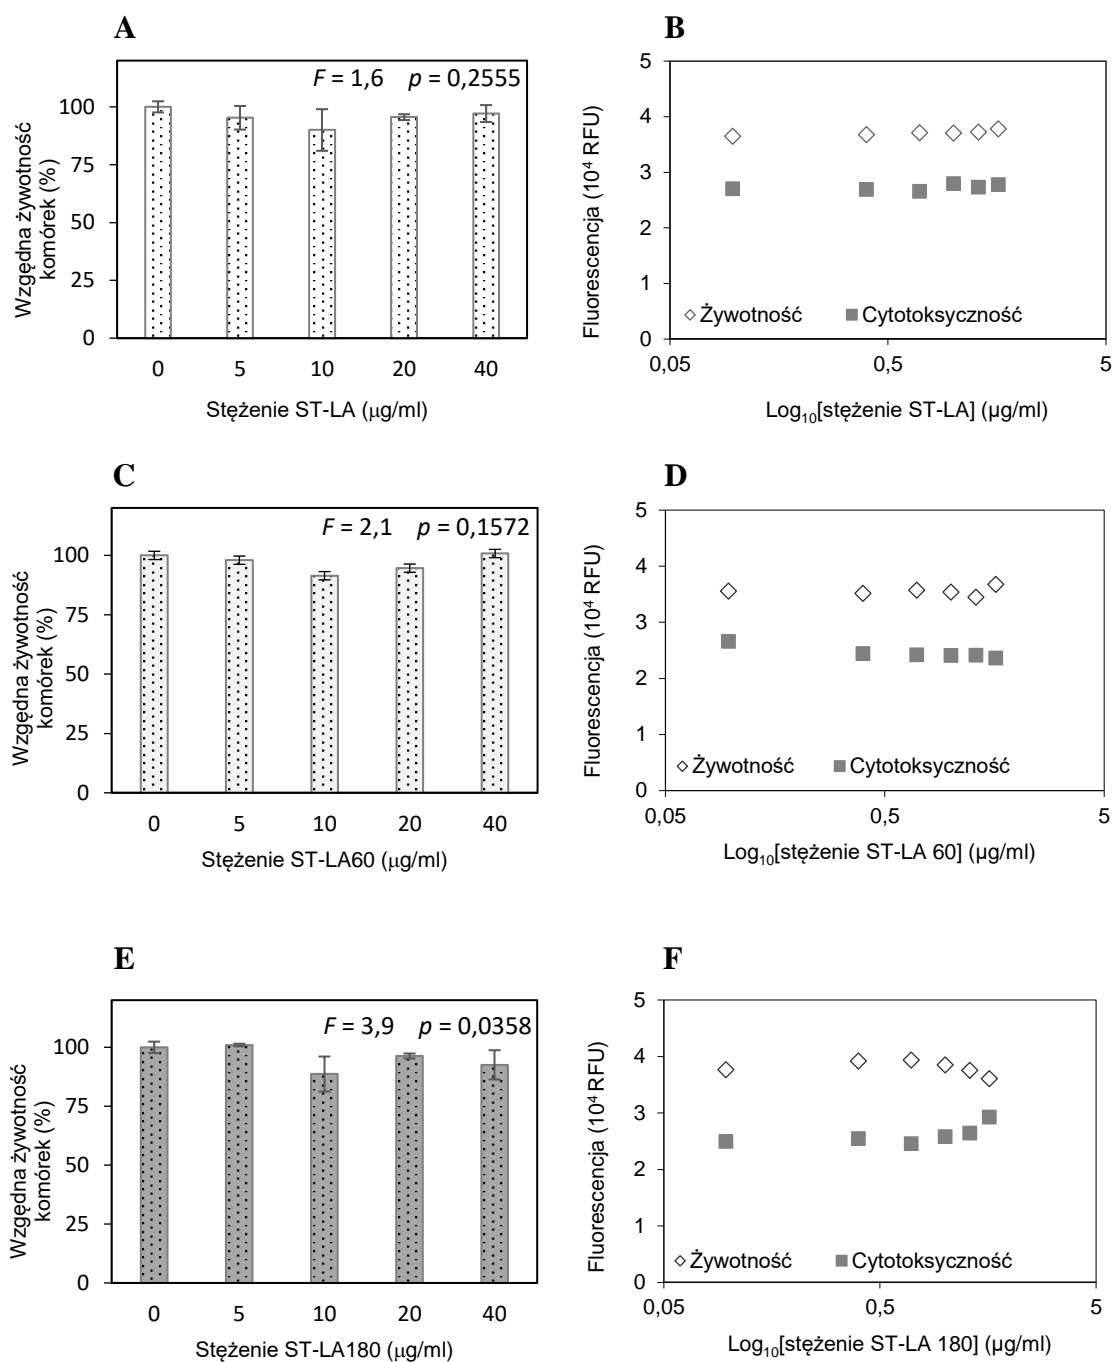 A
F = 1,6 p = 0,2555
100
75
50
25
0
Względna żywotność
komórek (%)
0 5 10 20 40
Stężenie ST-LA (μg/ml)
B
5
4
3
2
1
0
Fluorescencja (10⁴ RFU)
Żywotność Cytotoksyczność
0,05 0,5 5
Log₁₀[stężenie ST-LA] (μg/ml)
C
F = 2,1 p = 0,1572
100
75
50
25
0
Względna żywotność
komórek (%)
0 5 10 20 40
Stężenie ST-LA60 (μg/ml)
D
5
4
3
2
1
0
Fluorescencja (10⁴ RFU)
Żywotność Cytotoksyczność
0,05 0,5 5
Log₁₀[stężenie ST-LA 60] (μg/ml)
E
F = 3,9 p = 0,0358
100
75
50
25
0
Względna żywotność
komórek (%)
0 5 10 20 40
Stężenie ST-LA180 (μg/ml)
F
5
4
3
2
1
0
Fluorescencja (10⁴ RFU)
Żywotność Cytotoksyczność
0,05 0,5 5
Log₁₀[stężenie ST-LA 180] (μg/ml)